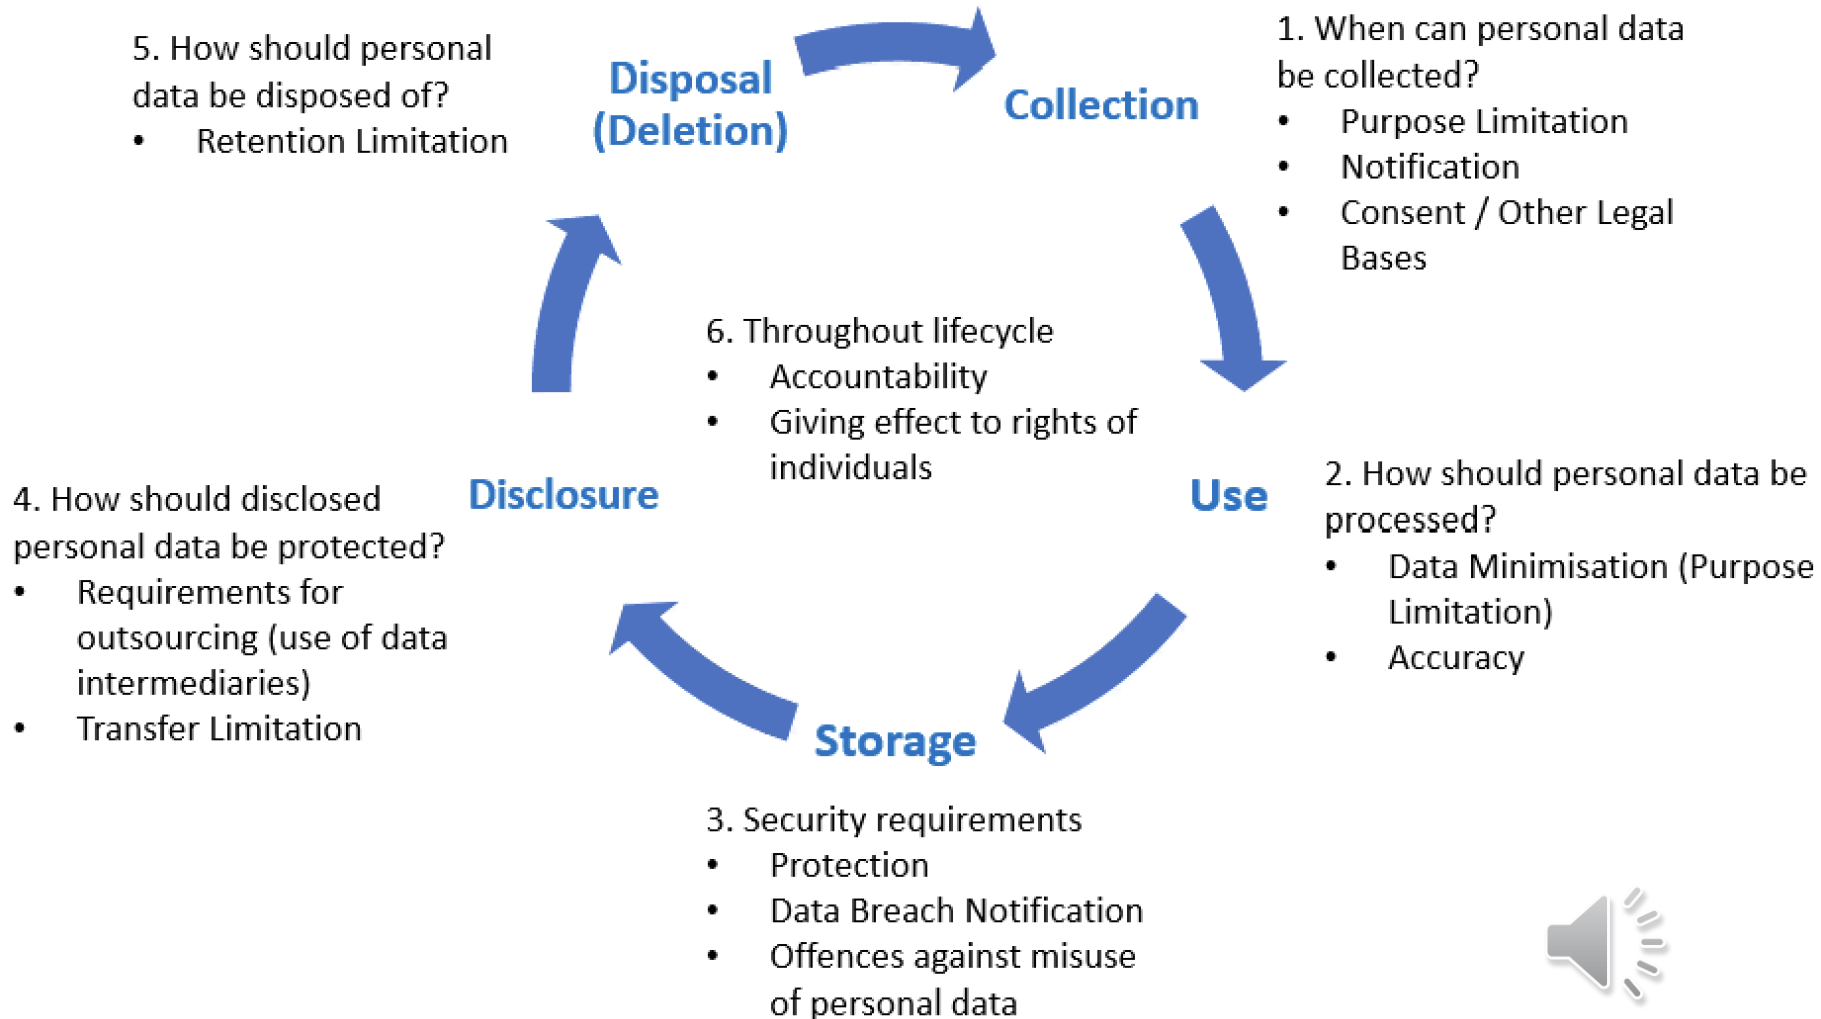 5. How should personal
data be disposed of?
• Retention Limitation
Disposal
(Deletion)
Collection
1. When can personal data
be collected?
• Purpose Limitation
• Notification
• Consent / Other Legal
Bases
6. Throughout lifecycle
• Accountability
• Giving effect to rights of
individuals
4. How should disclosed
personal data be protected?
• Requirements for
outsourcing (use of data
intermediaries)
• Transfer Limitation
Disclosure
Use
2. How should personal data be
processed?
• Data Minimisation (Purpose
Limitation)
• Accuracy
Storage
3. Security requirements
• Protection
• Data Breach Notification
• Offences against misuse
of personal data